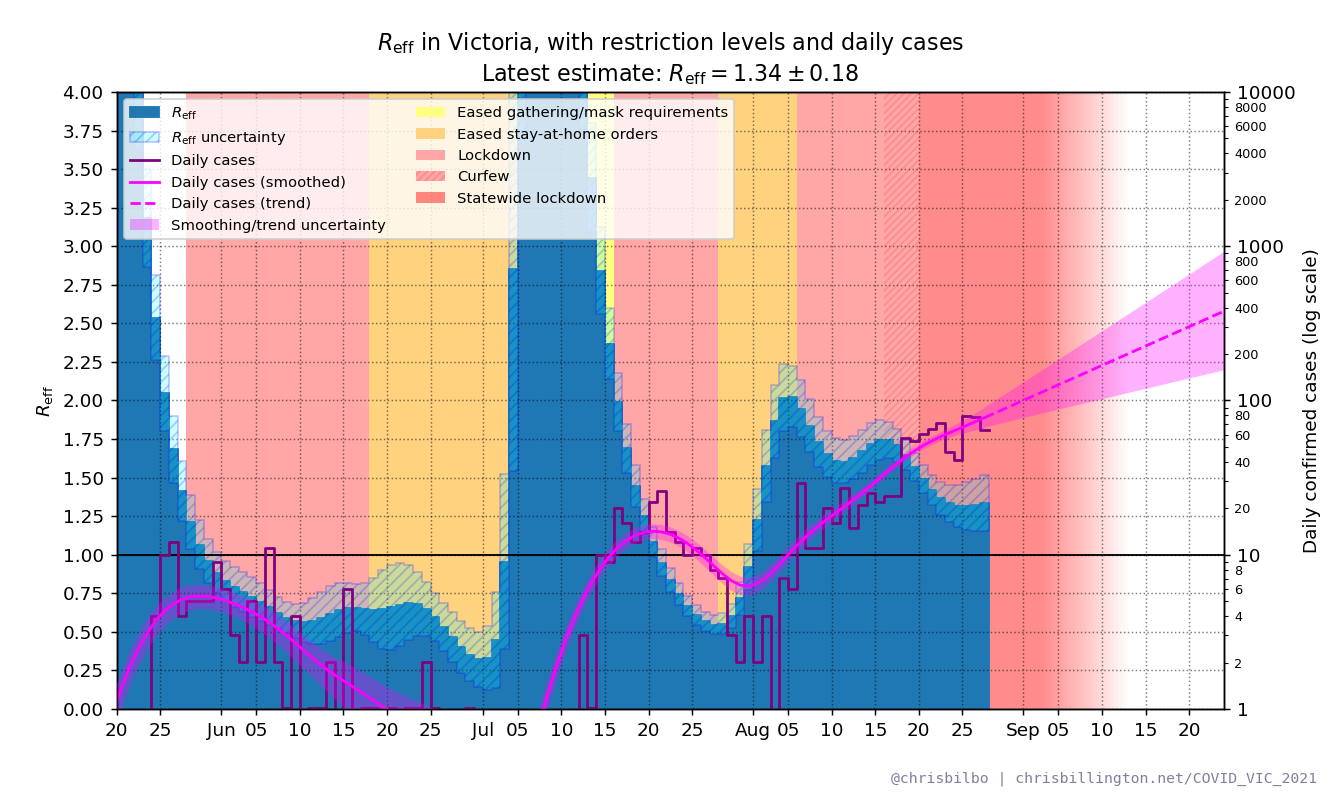 R_eff in Victoria, with restriction levels and daily cases
Latest estimate: R_eff = 1.34 ± 0.18
R_eff
R_eff uncertainty
Daily cases
Daily cases (smoothed)
Daily cases (trend)
Smoothing/trend uncertainty
Eased gathering/mask requirements
Eased stay-at-home orders
Lockdown
Curfew
Statewide lockdown
R_eff
4.00
3.75
3.50
3.25
3.00
2.75
2.50
2.25
2.00
1.75
1.50
1.25
1.00
0.75
0.50
0.25
0.00
20 25 Jun 05 10 15 20 25 Jul 05 10 15 20 25 Aug 05 10 15 20 25 Sep 05 10 15 20
10000
8000
6000
4000
2000
1000
800
600
400
200
100
80
60
40
20
10
8
6
4
2
1
Daily confirmed cases (log scale)
@chrisbilbo | chrisbillington.net/COVID_VIC_2021